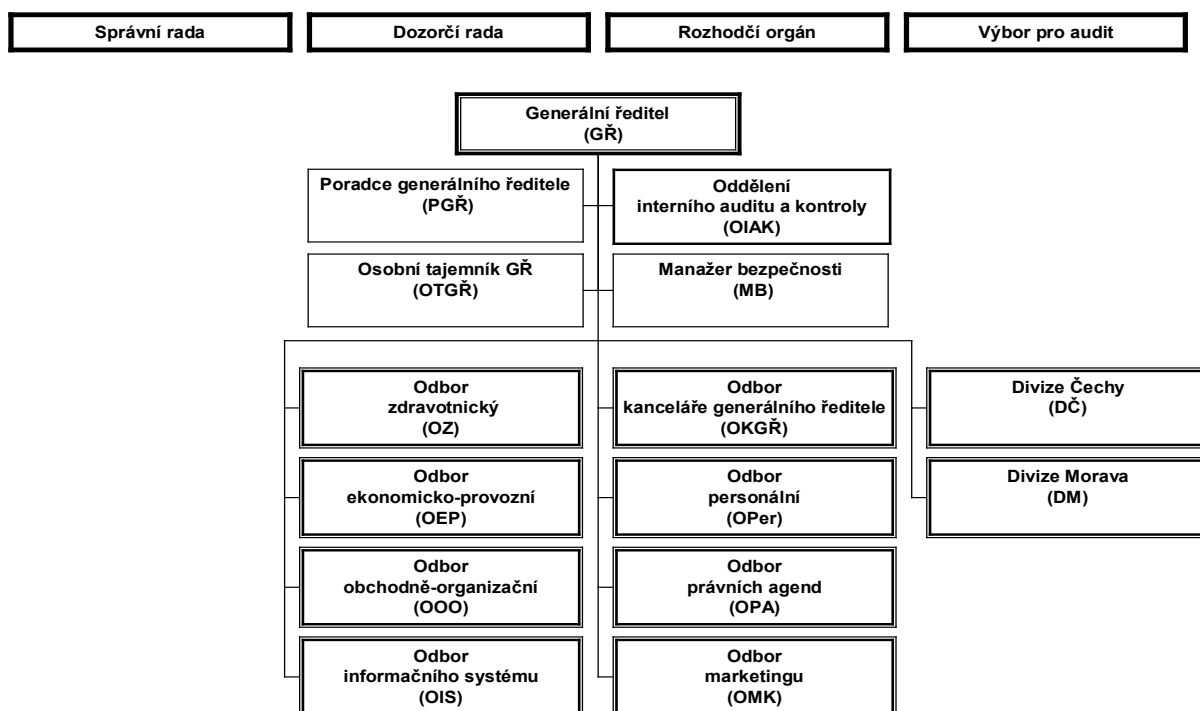 Správní rada
Dozorčí rada
Rozhodčí orgán
Výbor pro audit
Generální ředitel
(GŘ)
Poradce generálního ředitele
(PGŘ)
Oddělení
interního auditu a kontroly
(OIAK)
Osobní tajemník GŘ
(OTGŘ)
Manažer bezpečnosti
(MB)
Odbor
zdravotnický
(OZ)
Odbor
kanceláře generálního ředitele
(OKGŘ)
Divize Čechy
(DČ)
Odbor
ekonomicko-provozní
(OEP)
Odbor
personální
(OPer)
Divize Morava
(DM)
Odbor
obchodně-organizační
(OOO)
Odbor
právních agend
(OPA)
Odbor
informačního systému
(OIS)
Odbor
marketingu
(OMK)